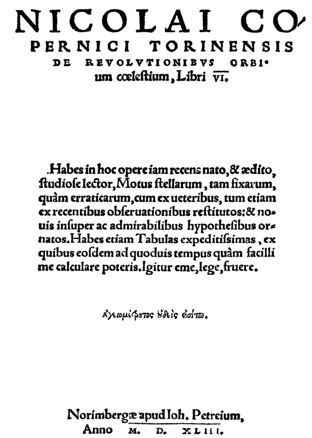 NICOLAI CO
PERNICI TORINENSIS
DE REVOLVTIONIBVS ORBI-
um cœlestium, Libri VI.
Habes in hoc opere iam recens nato, & ædito,
studiose lector, Motus stellarum, tam fixarum,
quàm erraticarum, cum ex ueteribus, tum etiam
ex recentibus obseruationibus restitutos: & no-
uis insuper ac admirabilibus hypothesibus or-
natos. Habes etiam Tabulas expeditissimas, ex
quibus eosdem ad quoduis tempus quàm facilli
me calculare poteris. Igitur eme, lege, fruere.
Ἀγεωμέτρητος οὐδεὶς εἰσίτω.
Norimbergæ apud Ioh. Petreium,
Anno M. D. XLIII.